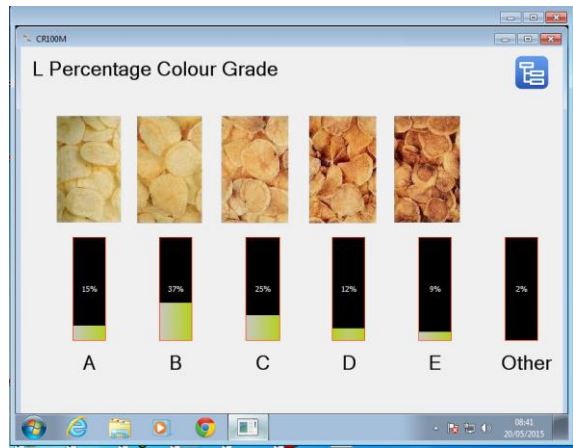 CR100M
L Percentage Colour Grade
15% 37% 25% 12% 9% 2%
A B C D E Other
08:41
20/05/2015